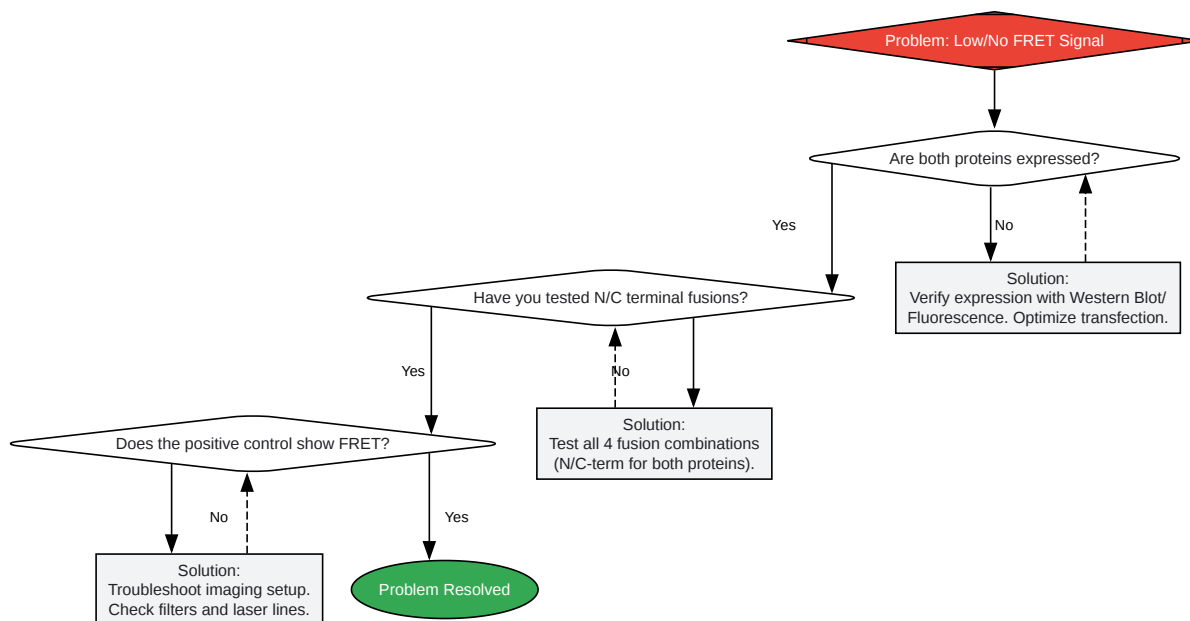 Problem: Low/No FRET Signal
Are both proteins expressed?
Yes
No
Solution:
Verify expression with Western Blot/
Fluorescence. Optimize transfection.
Have you tested N/C terminal fusions?
Yes
No
Solution:
Test all 4 fusion combinations
(N/C-term for both proteins).
Does the positive control show FRET?
No
Yes
Solution:
Troubleshoot imaging setup.
Check filters and laser lines.
Problem Resolved